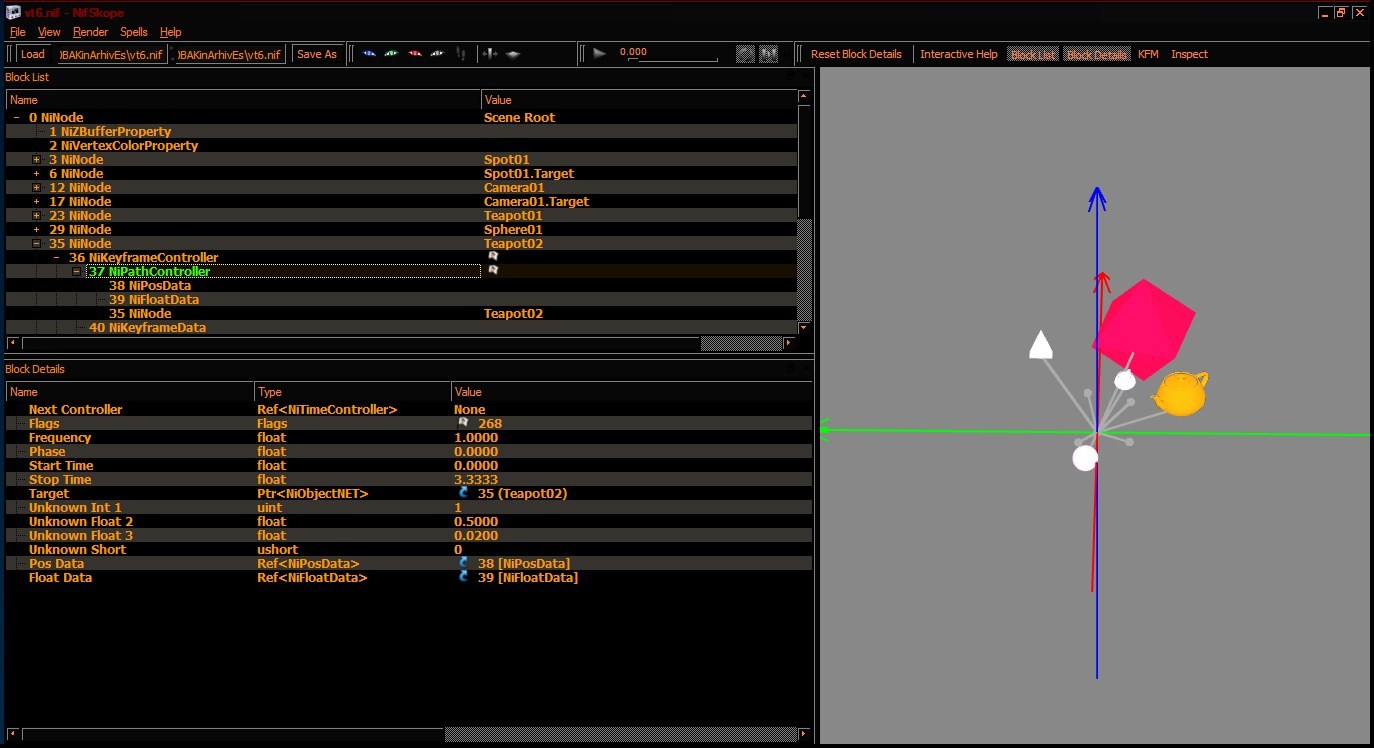 vt6.nif - NifSkope
File View Render Spells Help
Load )BAKinArhivEs\vt6.nif )BAKinArhivEs\vt6.nif Save As 0.000 Reset Block Details Interactive Help Block List Block Details KFM Inspect
Block List
Name Value
0 NiNode Scene Root
1 NiZBufferProperty
2 NiVertexColorProperty
3 NiNode Spot01
6 NiNode Spot01.Target
12 NiNode Camera01
17 NiNode Camera01.Target
23 NiNode Teapot01
29 NiNode Sphere01
35 NiNode Teapot02
36 NiKeyframeController
37 NiPathController
38 NiPosData
39 NiFloatData
35 NiNode Teapot02
40 NiKeyframeData
Block Details
Name Type Value
Next Controller Ref<NiTimeController> None
Flags Flags 268
Frequency float 1.0000
Phase float 0.0000
Start Time float 0.0000
Stop Time float 3.3333
Target Ptr<NiObjectNET> 35 (Teapot02)
Unknown Int 1 uint 1
Unknown Float 2 float 0.5000
Unknown Float 3 float 0.0200
Unknown Short ushort 0
Pos Data Ref<NiPosData> 38 [NiPosData]
Float Data Ref<NiFloatData> 39 [NiFloatData]